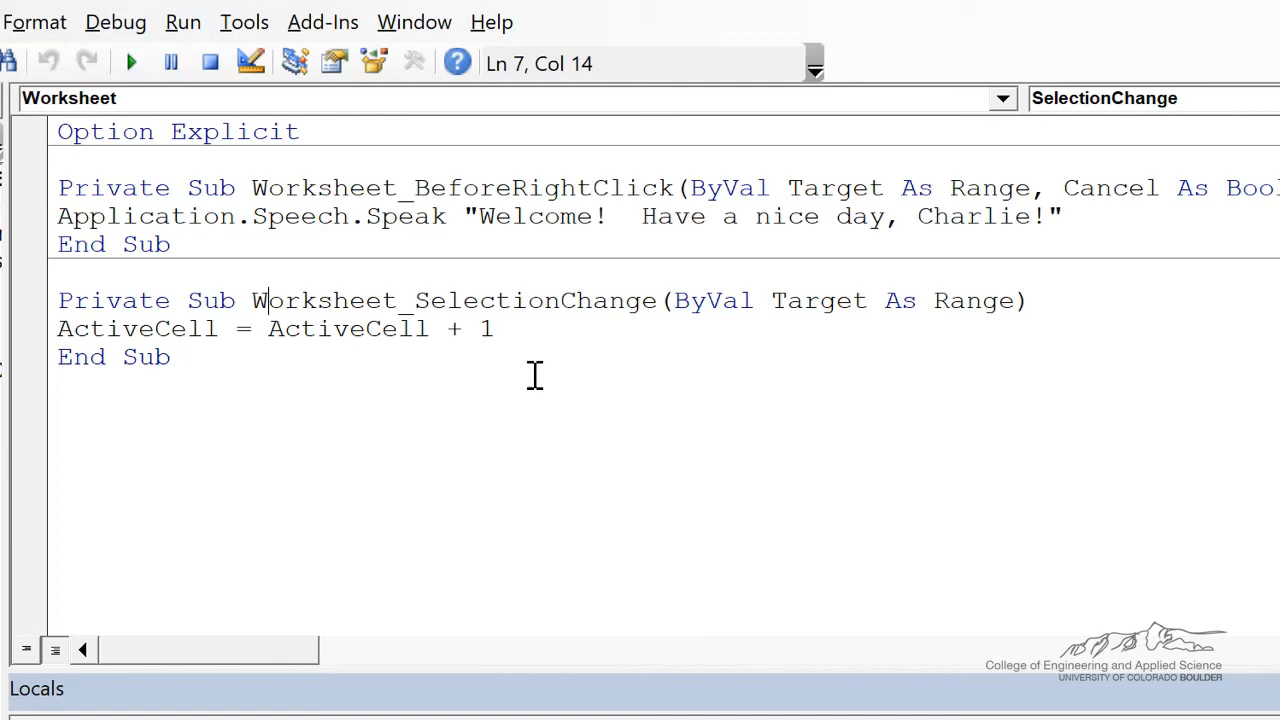 Format Debug Run Tools Add-Ins Window Help
Ln 7, Col 14
Worksheet SelectionChange
Option Explicit
Private Sub Worksheet_BeforeRightClick(ByVal Target As Range, Cancel As Bool
Application.Speech.Speak "Welcome!  Have a nice day, Charlie!"
End Sub
Private Sub Worksheet_SelectionChange(ByVal Target As Range)
ActiveCell = ActiveCell + 1
End Sub
College of Engineering and Applied Science
UNIVERSITY OF COLORADO BOULDER
Locals